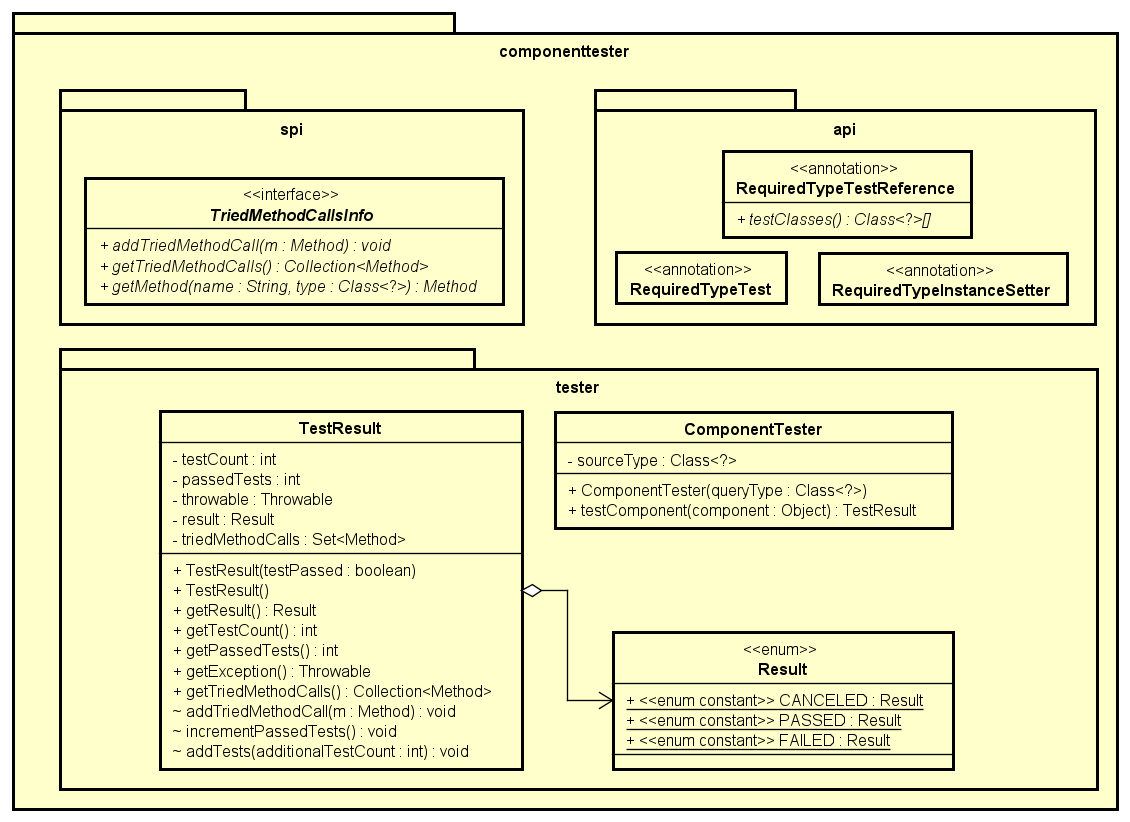 componenttester
spi
<<interface>>
TriedMethodCallsInfo
+ addTriedMethodCall(m : Method) : void
+ getTriedMethodCalls() : Collection<Method>
+ getMethod(name : String, type : Class<?>) : Method
api
<<annotation>>
RequiredTypeTestReference
+ testClasses() : Class<?>[]
<<annotation>>
RequiredTypeTest
<<annotation>>
RequiredTypeInstanceSetter
tester
TestResult
- testCount : int
- passedTests : int
- throwable : Throwable
- result : Result
- triedMethodCalls : Set<Method>
+ TestResult(testPassed : boolean)
+ TestResult()
+ getResult() : Result
+ getTestCount() : int
+ getPassedTests() : int
+ getException() : Throwable
+ getTriedMethodCalls() : Collection<Method>
~ addTriedMethodCall(m : Method) : void
~ incrementPassedTests() : void
~ addTests(additionalTestCount : int) : void
ComponentTester
- sourceType : Class<?>
+ ComponentTester(queryType : Class<?>)
+ testComponent(component : Object) : TestResult
<<enum>>
Result
+ <<enum constant>> CANCELED : Result
+ <<enum constant>> PASSED : Result
+ <<enum constant>> FAILED : Result